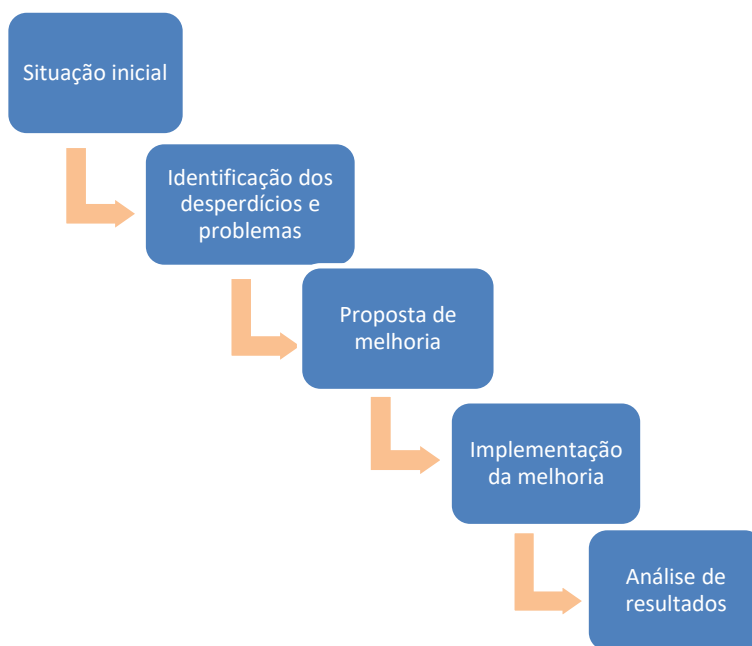 Situação inicial
Identificação dos
desperdícios e
problemas
Proposta de
melhoria
Implementação
da melhoria
Análise de
resultados